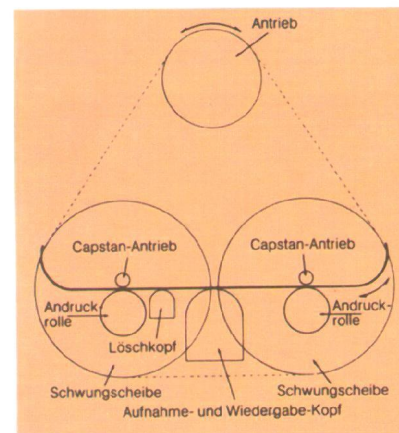 Antrieb
Capstan-Antrieb
Capstan-Antrieb
Andruck-
rolle
Andruck-
rolle
Löschkopf
Schwungscheibe
Schwungscheibe
Aufnahme- und Wiedergabe-Kopf